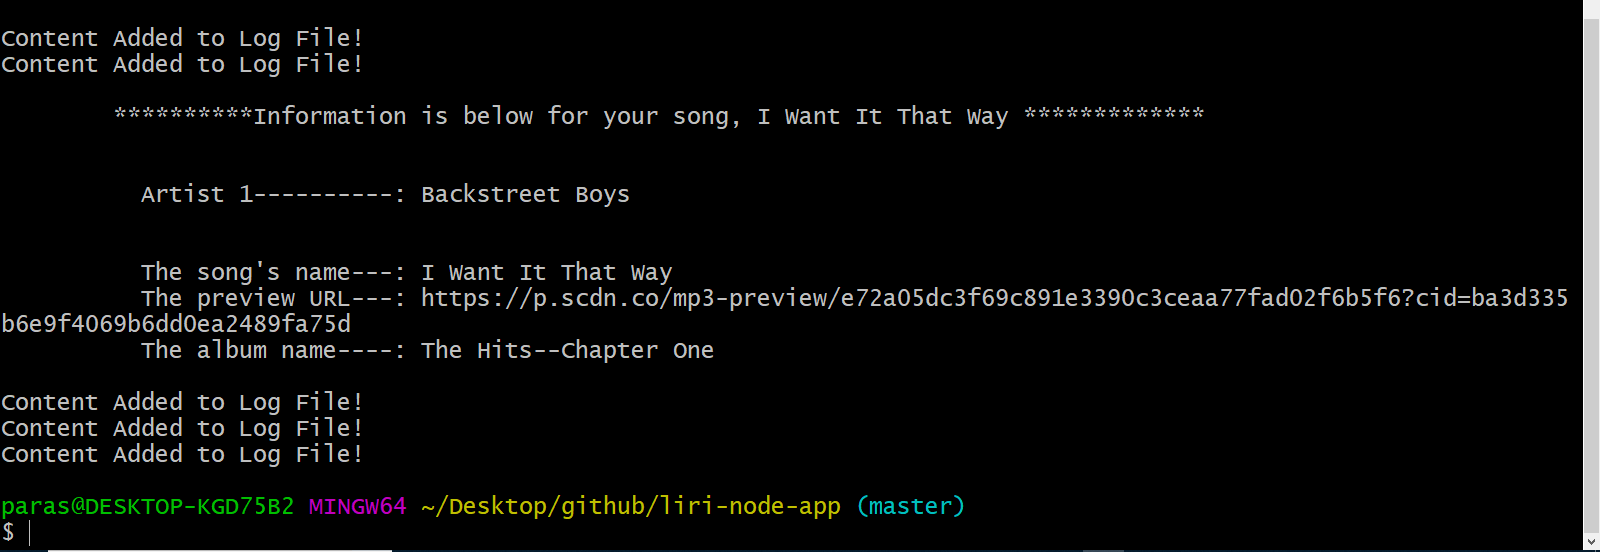 Content Added to Log File!
Content Added to Log File!
**********Information is below for your song, I Want It That Way *************
Artist 1----------: Backstreet Boys
The song's name---: I Want It That Way
The preview URL---: https://p.scdn.co/mp3-preview/e72a05dc3f69c891e3390c3ceaa77fad02f6b5f6?cid=ba3d335
b6e9f4069b6dd0ea2489fa75d
The album name----: The Hits--Chapter One
Content Added to Log File!
Content Added to Log File!
Content Added to Log File!
paras@DESKTOP-KGD75B2 MINGW64 ~/Desktop/github/liri-node-app (master)
$